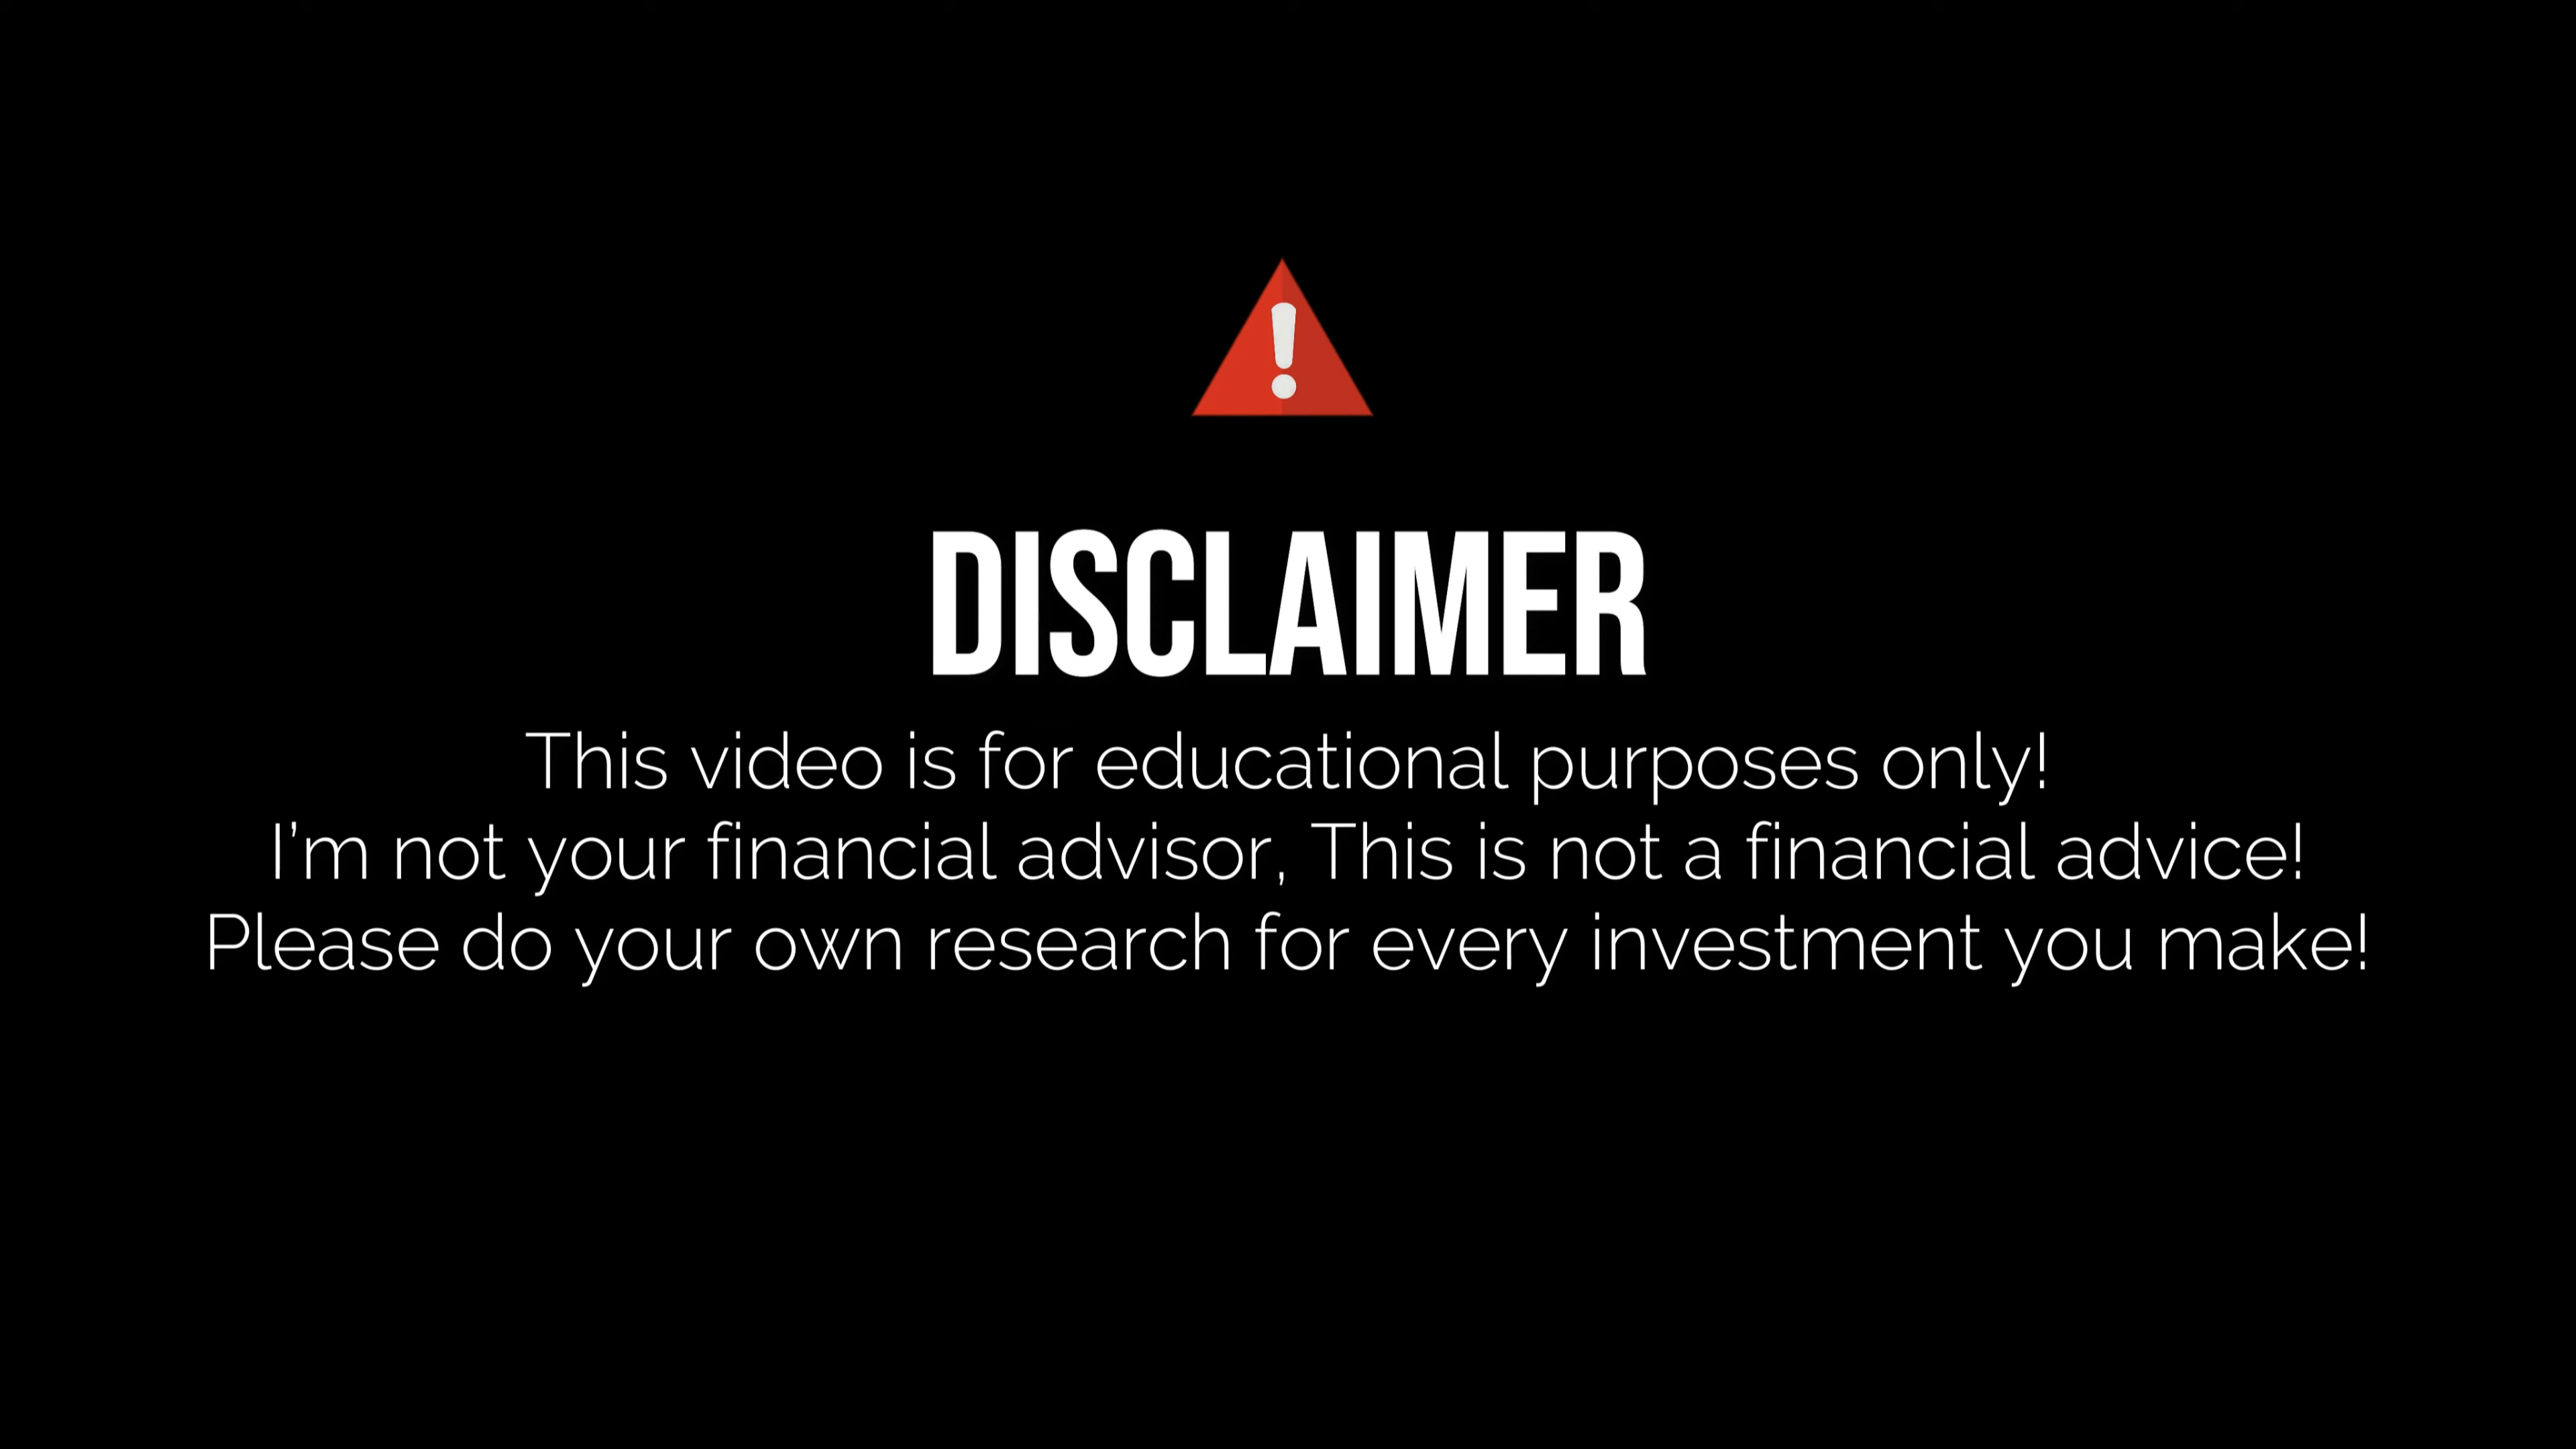 DISCLAIMER
This video is for educational purposes only!
I'm not your financial advisor, This is not a financial advice!
Please do your own research for every investment you make!